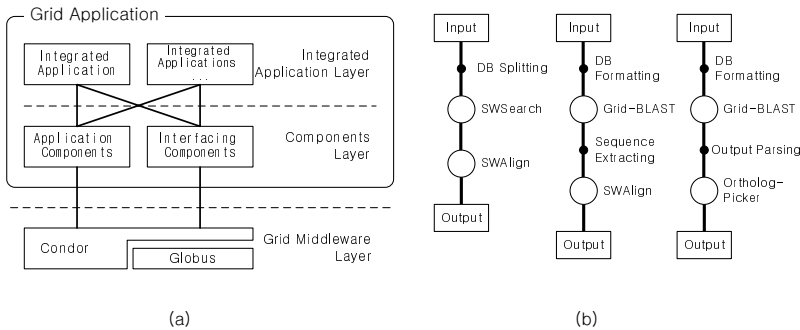 Grid Application
Integrated
Application
Integrated
Applications
...
Integrated
Application Layer
Application
Components
Interfacing
Components
Components
Layer
Condor
Globus
Grid Middleware
Layer
(a)
Input
DB Splitting
SWSearch
SWAlign
Output
Input
DB
Formatting
Grid-BLAST
Sequence
Extracting
SWAlign
Output
Input
DB
Formatting
Grid-BLAST
Output Parsing
Ortholog-
Picker
Output
(b)